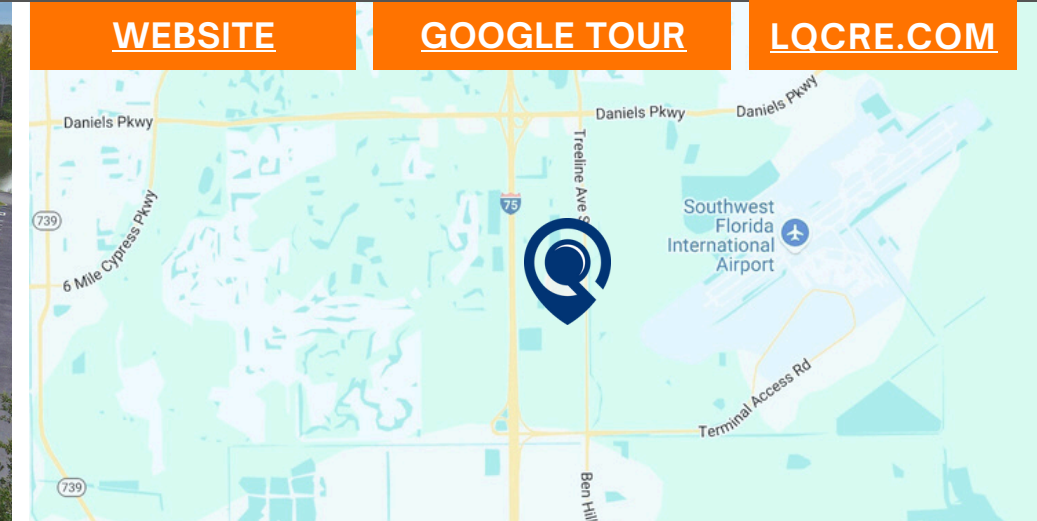 WEBSITE
GOOGLE TOUR
LQCRE.COM
Daniels Pkwy
Daniels Pkwy
Daniels Pkwy
Treeline Ave S
75
739
6 Mile Cypress Pkwy
Southwest
Florida
International
Airport
Terminal Access Rd
739
Ben Hill